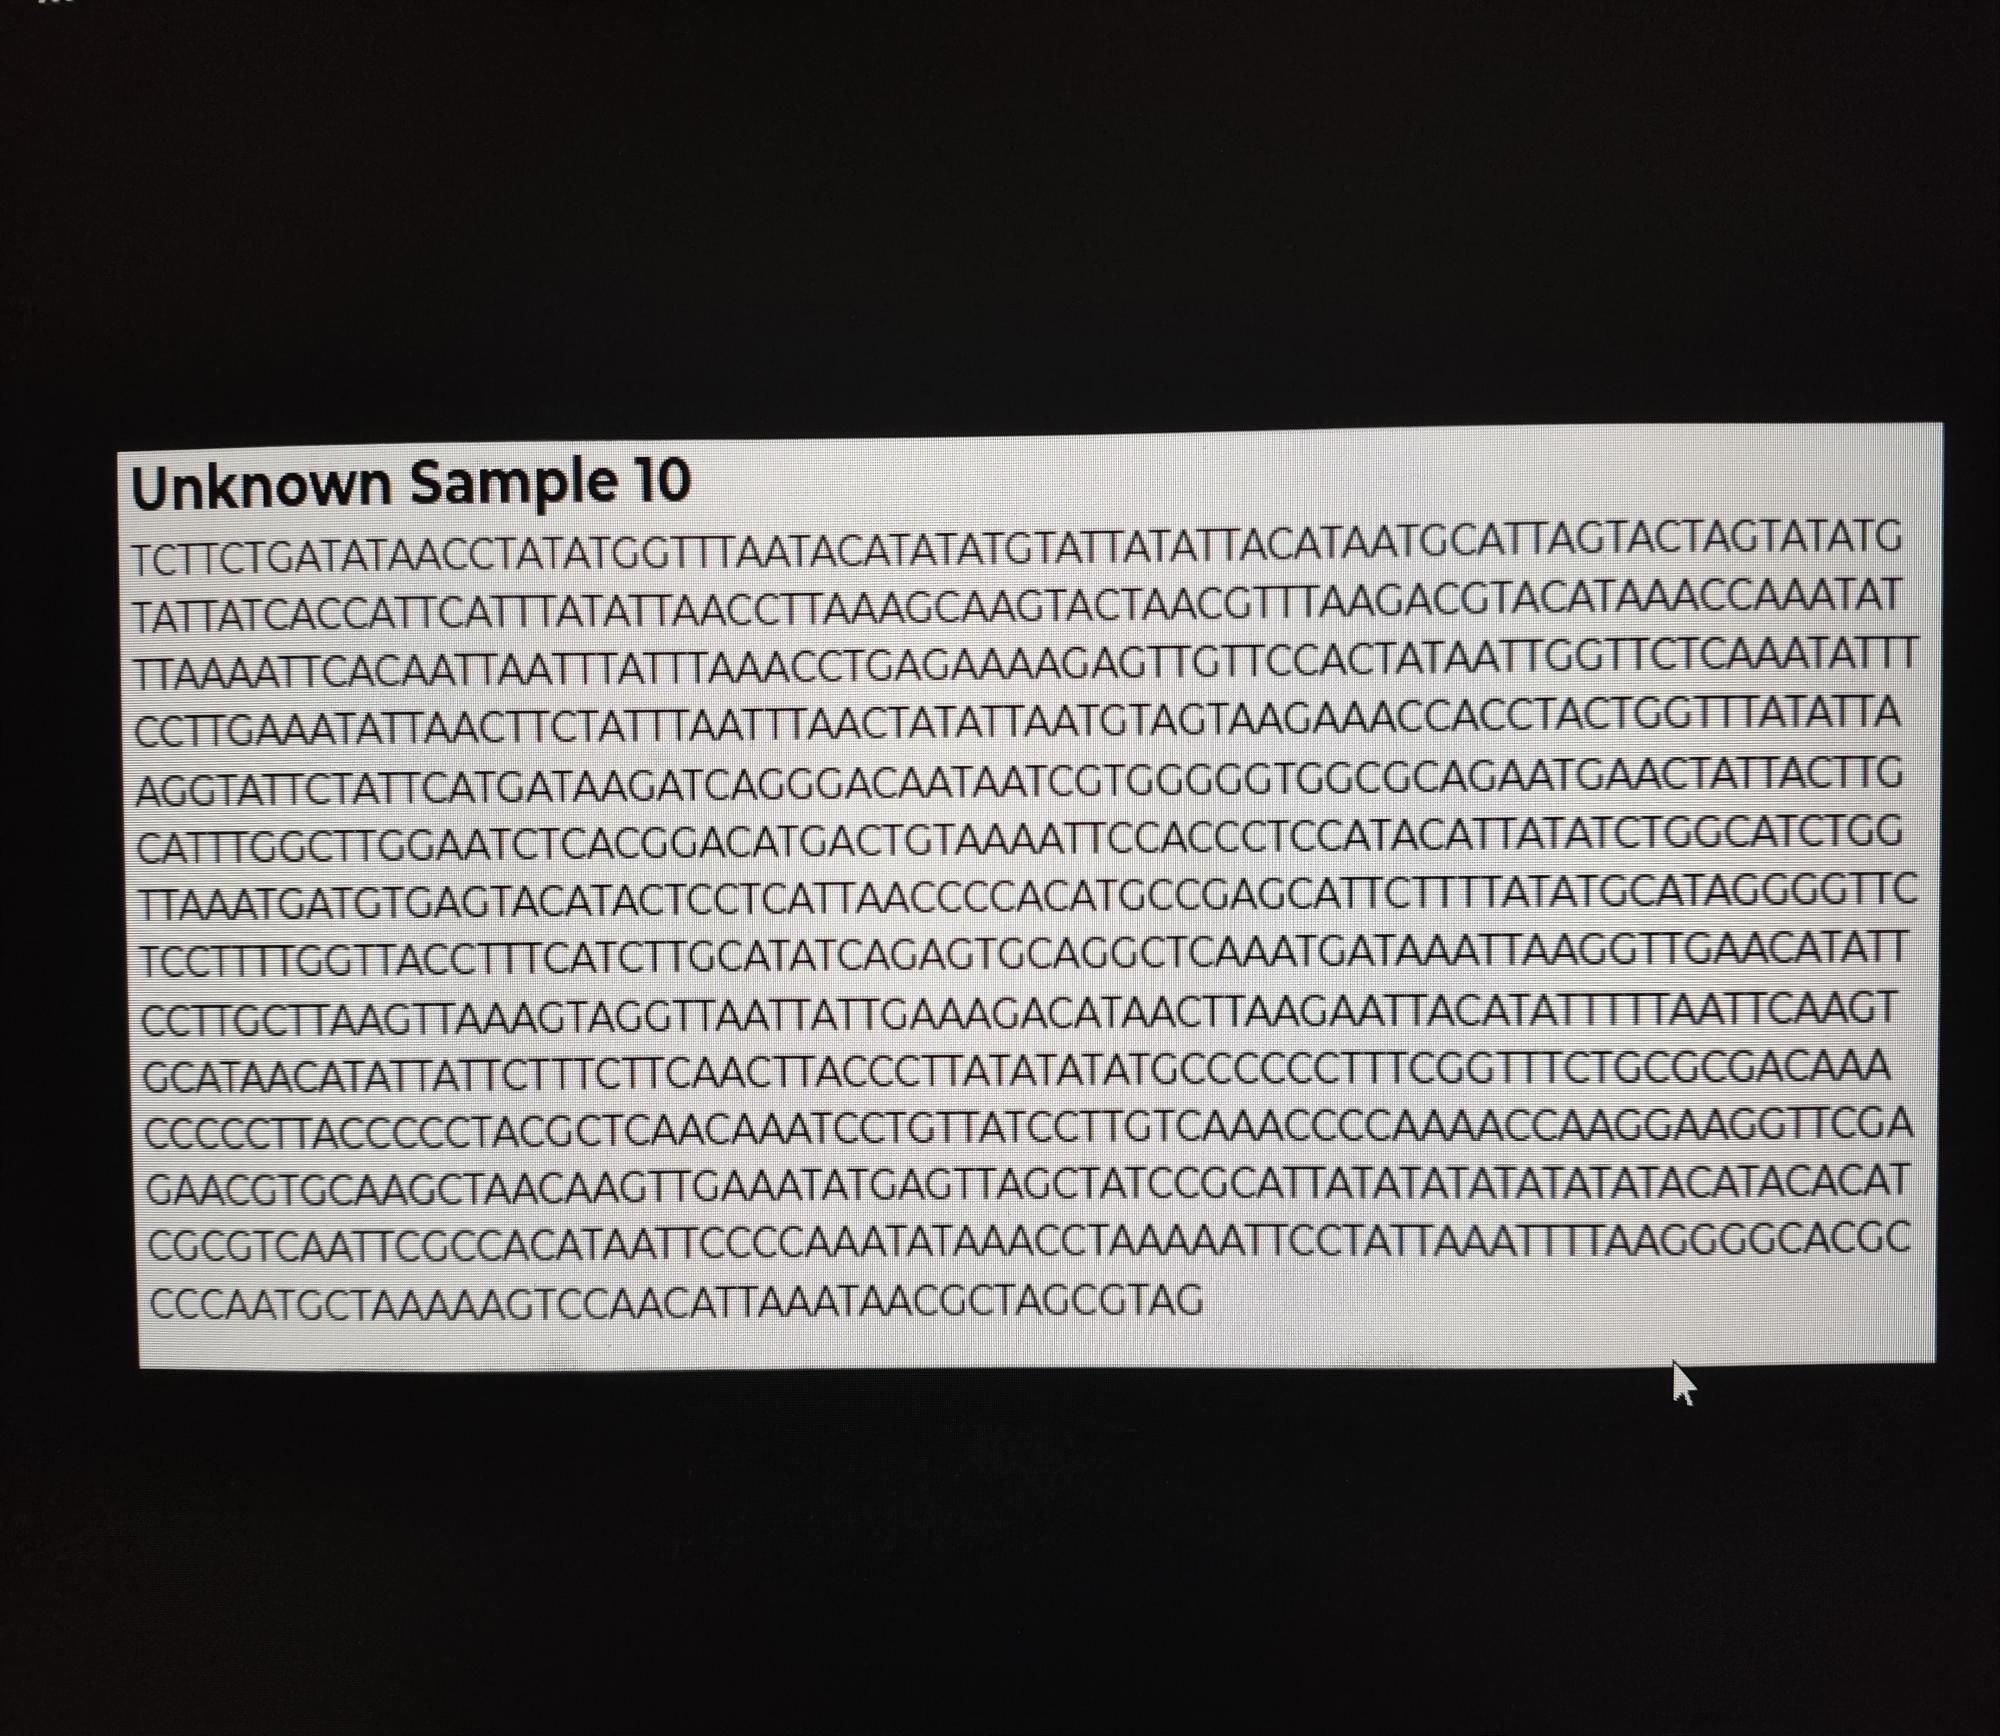 Unknown Sample 10
TCTTCTGATATAACCTATATGGTTTAATACATATATGTATTATATTACATAATGCATTAGTACTAGTATATG
TATTATCACCATTCATTTATATTAACCTTAAAGCAAGTACTAACGTTTAAGACGTACATAAACCAAATAT
TTAAAATTCACAATTAATTTATTTAAACCTGAGAAAAGAGTTGTTCCACTATAATTGGTTCTCAAATATTT
CCTTGAAATATTAACTTCTATTTAATTTAACTATATTAATGTAGTAAGAAACCACCTACTGGTTTATATTA
AGGTATTCTATTCATGATAAGATCAGGGACAATAATCGTGGGGGTGGCGCAGAATGAACTATTACTTG
CATTTGGCTTGGAATCTCACGGACATGACTGTAAAATTCCACCCTCCATACATTATATCTGGCATCTGG
TTAAATGATGTGAGTACATACTCCTCATTAACCCCACATGCCGAGCATTCTTTTATATGCATAGGGGTTC
TCCTTTTGGTTACCTTTCATCTTGCATATCAGAGTGCAGGCTCAAATGATAAATTAAGGTTGAACATATT
CCTTGCTTAAGTTAAAGTAGGTTAATTATTGAAAGACATAACTTAAGAATTACATATTTTTAATTCAAGT
GCATAACATATTATTCTTTCTTCAACTTACCCTTATATATATGCCCCCCTTTCGGTTTCTGCGCGACAAA
CCCCCTTACCCCCTACGCTCAACAAATCCTGTTATCCTTGTCAAACCCCAAAACCAAGGAAGGTTCGA
GAACGTGCAAGCTAACAAGTTGAAATATGAGTTAGCTATCCGCATTATATATATATATATACATACACAT
CGCGTCAATTCGCCACATAATTCCCCAAATATAAACCTAAAAATTCCTATTAAATTTTAAGGGGCACGC
CCCAATGCTAAAAAGTCCAACATTAAATAACGCTAGCGTAG